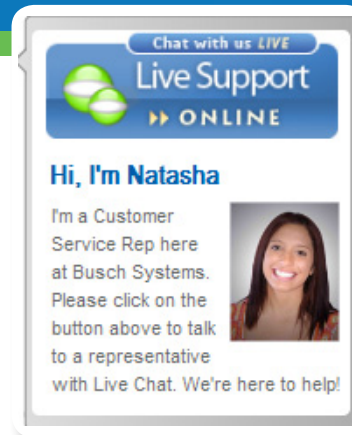 Chat with us LIVE
Live Support
ONLINE
Hi, I'm Natasha
I'm a Customer
Service Rep here
at Busch Systems.
Please click on the
button above to talk
to a representative
with Live Chat. We're here to help!